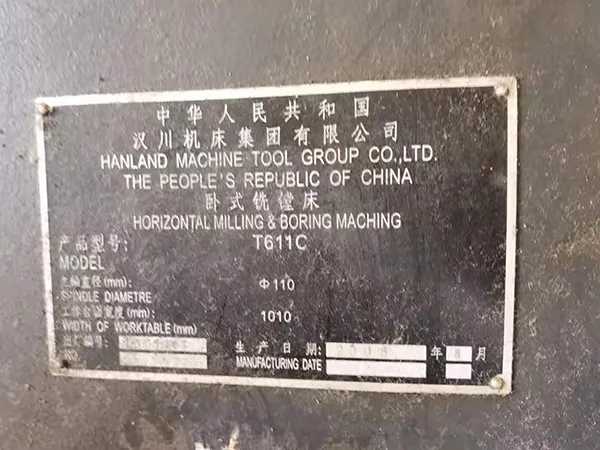 中华人民共和国
汉川机床集团有限公司
HANLAND MACHINE TOOL GROUP CO.,LTD.
THE PEOPLE'S REPUBLIC OF CHINA
卧式铣镗床
HORIZONTAL MILLING & BORING MACHING
产品型号: T611C
MODEL
主轴直径(mm): Φ110
SPINDLE DIAMETRE
工作台面宽度(mm): 1010
WIDTH OF WORKTABLE(mm)
出厂编号: 生产日期: 2008 年 8 月
NO. MANUFACTURING DATE